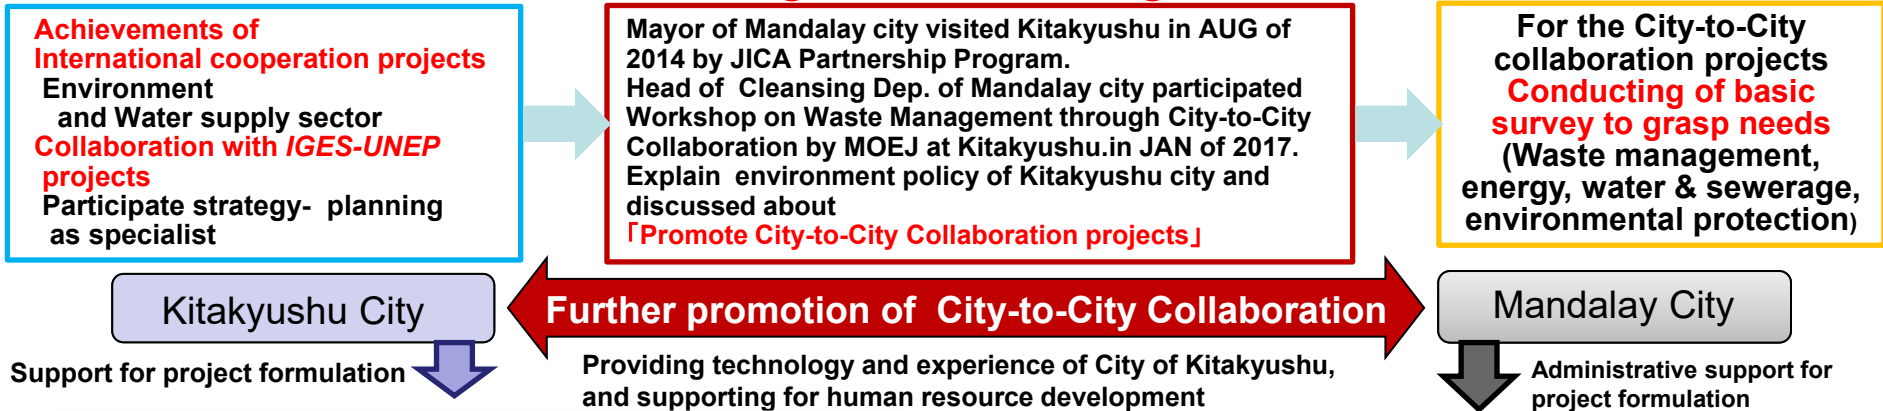 Achievements of
International cooperation projects
Environment
and Water supply sector
Collaboration with IGES-UNEP
projects
Participate strategy- planning
as specialist
Mayor of Mandalay city visited Kitakyushu in AUG of
2014 by JICA Partnership Program.
Head of Cleansing Dep. of Mandalay city participated
Workshop on Waste Management through City-to-City
Collaboration by MOEJ at Kitakyushu.in JAN of 2017.
Explain environment policy of Kitakyushu city and
discussed about
「Promote City-to-City Collaboration projects」
For the City-to-City
collaboration projects
Conducting of basic
survey to grasp needs
(Waste management,
energy, water & sewerage,
environmental protection)
Kitakyushu City
Further promotion of City-to-City Collaboration
Mandalay City
Support for project formulation
Providing technology and experience of City of Kitakyushu,
and supporting for human resource development
Administrative support for
project formulation